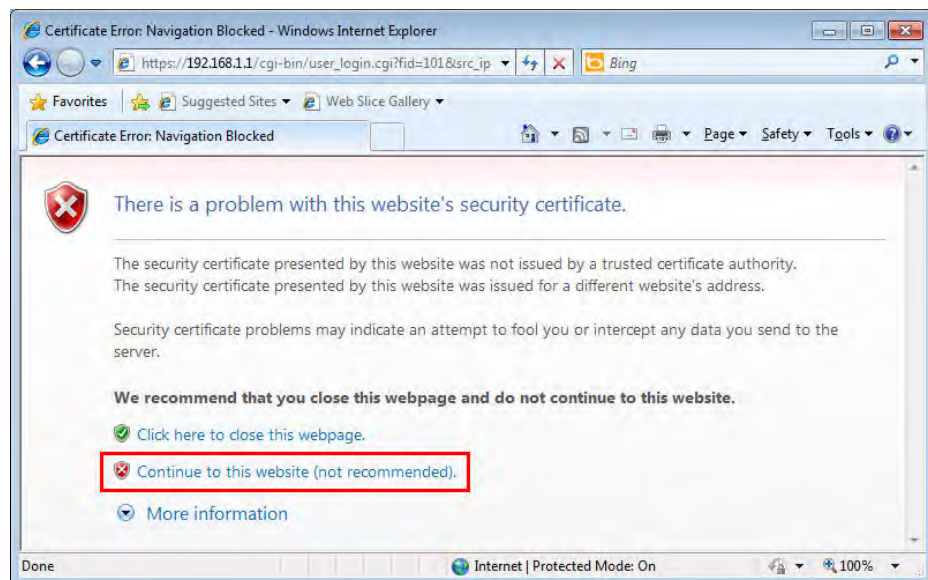 Certificate Error: Navigation Blocked - Windows Internet Explorer
https://192.168.1.1/cgi-bin/user_login.cgi?fid=101&src_ip
Bing
Favorites Suggested Sites Web Slice Gallery
Certificate Error: Navigation Blocked
Page Safety Tools
There is a problem with this website's security certificate.
The security certificate presented by this website was not issued by a trusted certificate authority.
The security certificate presented by this website was issued for a different website's address.
Security certificate problems may indicate an attempt to fool you or intercept any data you send to the
server.
We recommend that you close this webpage and do not continue to this website.
Click here to close this webpage.
Continue to this website (not recommended).
More information
Done Internet | Protected Mode: On 100%